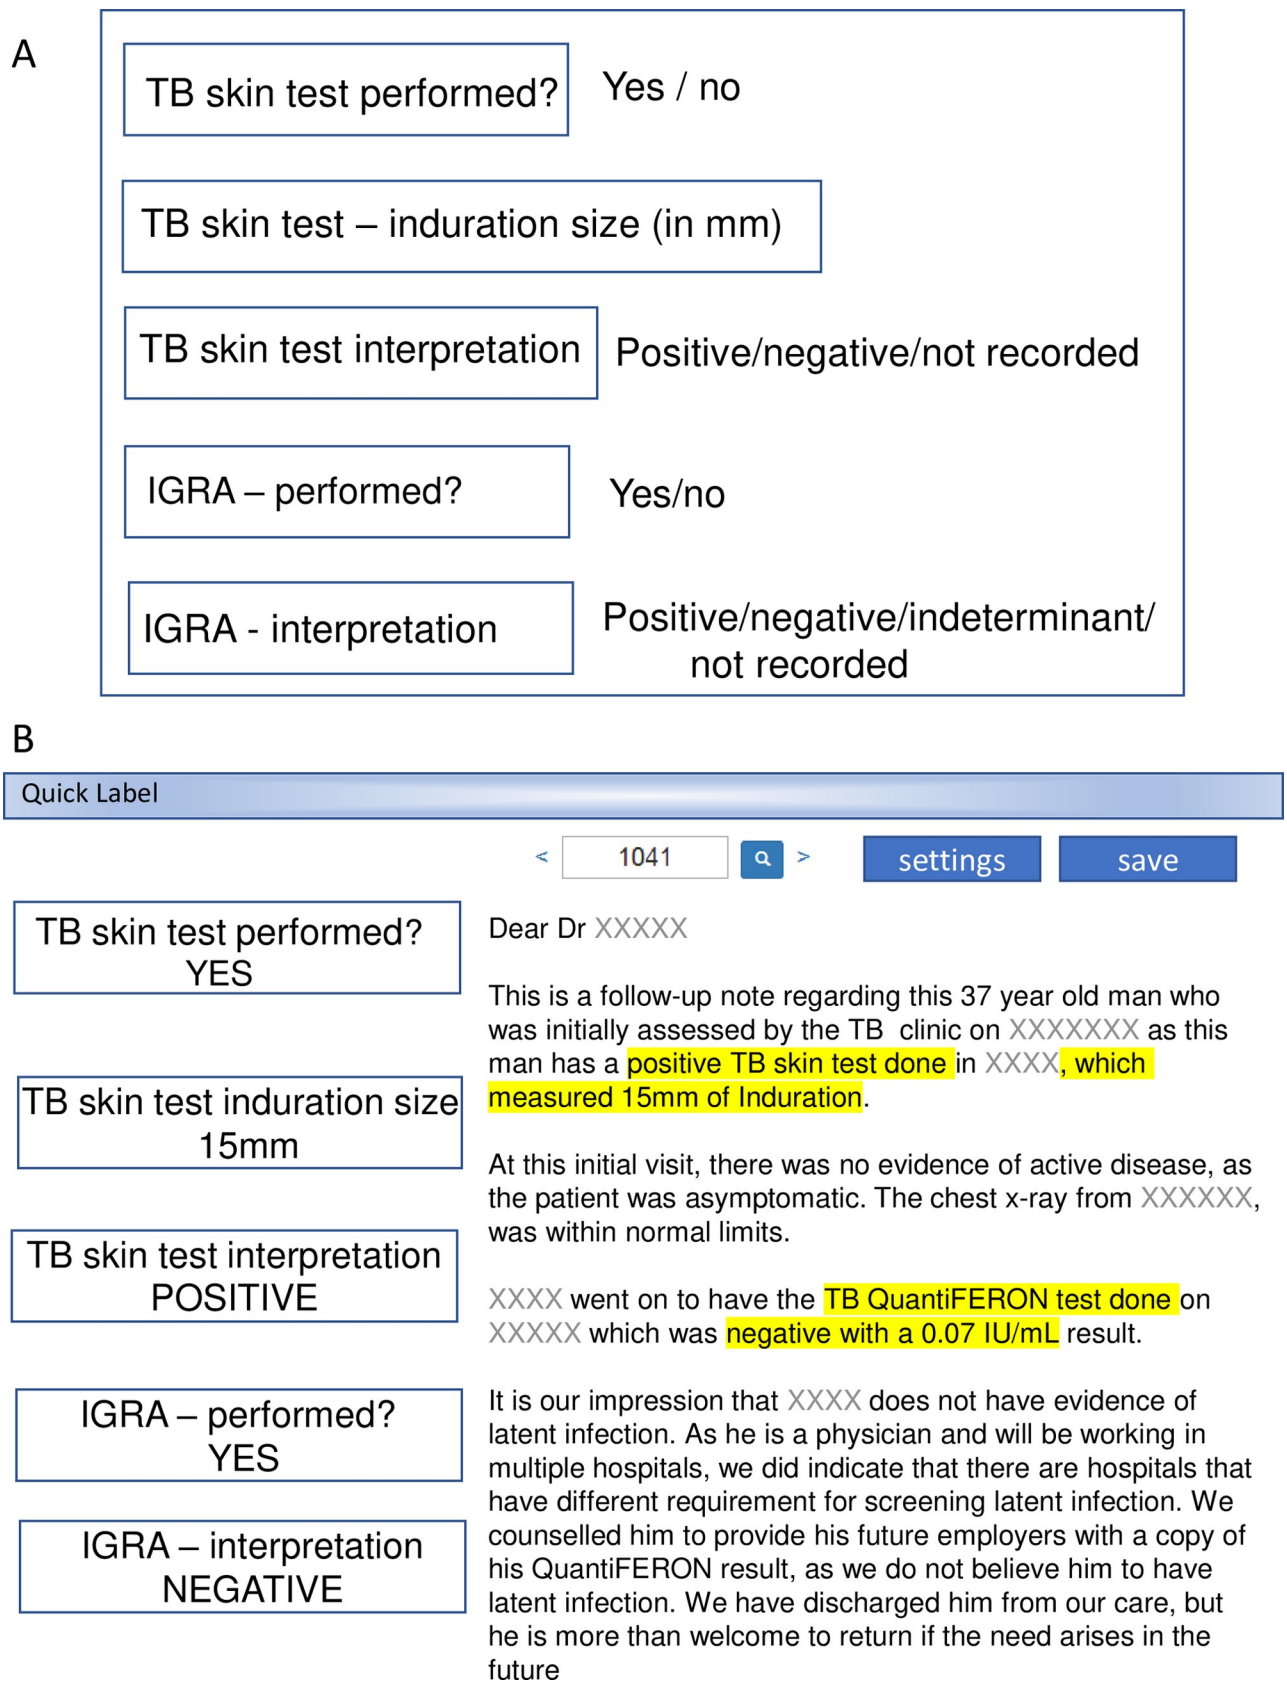 A
TB skin test performed? Yes / no
TB skin test – induration size (in mm)
TB skin test interpretation Positive/negative/not recorded
IGRA – performed? Yes/no
IGRA - interpretation Positive/negative/indeterminant/
not recorded
B
Quick Label
< 1041 > settings save
TB skin test performed?
YES
TB skin test induration size
15mm
TB skin test interpretation
POSITIVE
IGRA – performed?
YES
IGRA – interpretation
NEGATIVE
Dear Dr XXXXX
This is a follow-up note regarding this 37 year old man who
was initially assessed by the TB clinic on XXXXXXX as this
man has a positive TB skin test done in XXXX, which
measured 15mm of Induration.
At this initial visit, there was no evidence of active disease, as
the patient was asymptomatic. The chest x-ray from XXXXXX,
was within normal limits.
XXXX went on to have the TB QuantiFERON test done on
XXXXX which was negative with a 0.07 IU/mL result.
It is our impression that XXXX does not have evidence of
latent infection. As he is a physician and will be working in
multiple hospitals, we did indicate that there are hospitals that
have different requirement for screening latent infection. We
counselled him to provide his future employers with a copy of
his QuantiFERON result, as we do not believe him to have
latent infection. We have discharged him from our care, but
he is more than welcome to return if the need arises in the
future